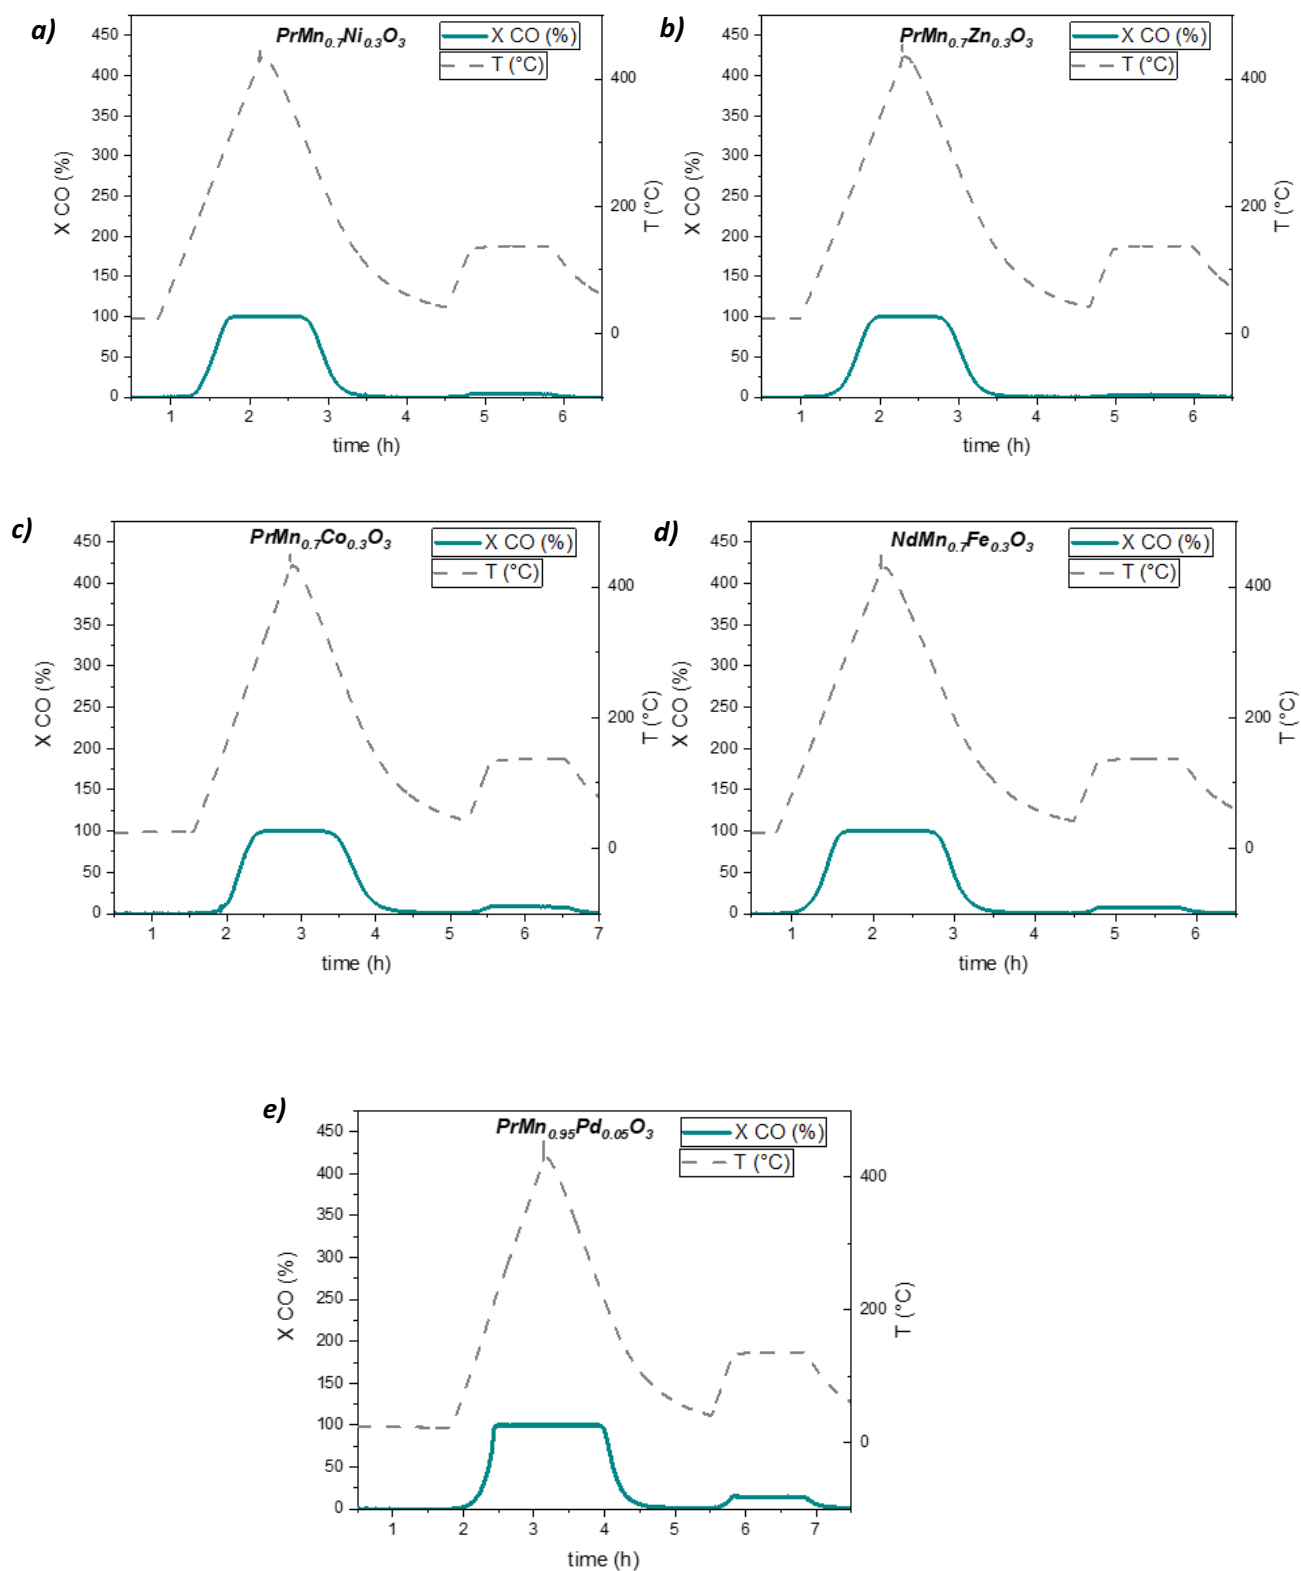 a)
PrMn0.7Ni0.3O3
X CO (%)
T (°C)
450
400
350
300
250
200
150
100
50
0
X CO (%)
400
200
0
T (°C)
1 2 3 4 5 6
time (h)
b)
PrMn0.7Zn0.3O3
X CO (%)
T (°C)
450
400
350
300
250
200
150
100
50
0
X CO (%)
400
200
0
T (°C)
1 2 3 4 5 6
time (h)
c)
PrMn0.7Co0.3O3
X CO (%)
T (°C)
450
400
350
300
250
200
150
100
50
0
X CO (%)
400
200
0
T (°C)
1 2 3 4 5 6 7
time (h)
d)
NdMn0.7Fe0.3O3
X CO (%)
T (°C)
450
400
350
300
250
200
150
100
50
0
X CO (%)
400
200
0
T (°C)
1 2 3 4 5 6
time (h)
e)
PrMn0.95Pd0.05O3
X CO (%)
T (°C)
450
400
350
300
250
200
150
100
50
0
X CO (%)
400
200
0
T (°C)
1 2 3 4 5 6 7
time (h)